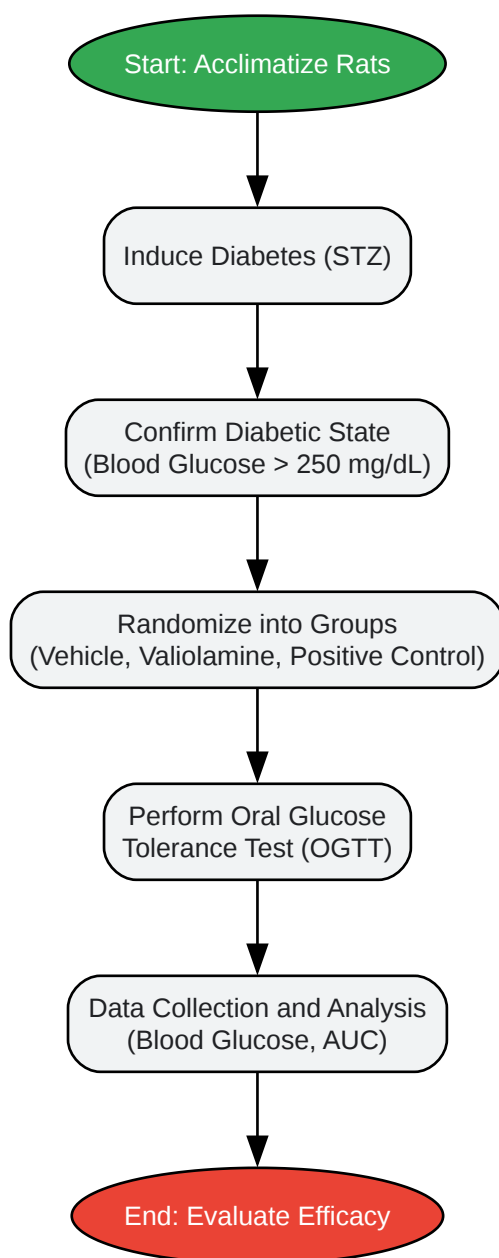 Start: Acclimatize Rats
Induce Diabetes (STZ)
Confirm Diabetic State
(Blood Glucose > 250 mg/dL)
Randomize into Groups
(Vehicle, Valiolamine, Positive Control)
Perform Oral Glucose
Tolerance Test (OGTT)
Data Collection and Analysis
(Blood Glucose, AUC)
End: Evaluate Efficacy